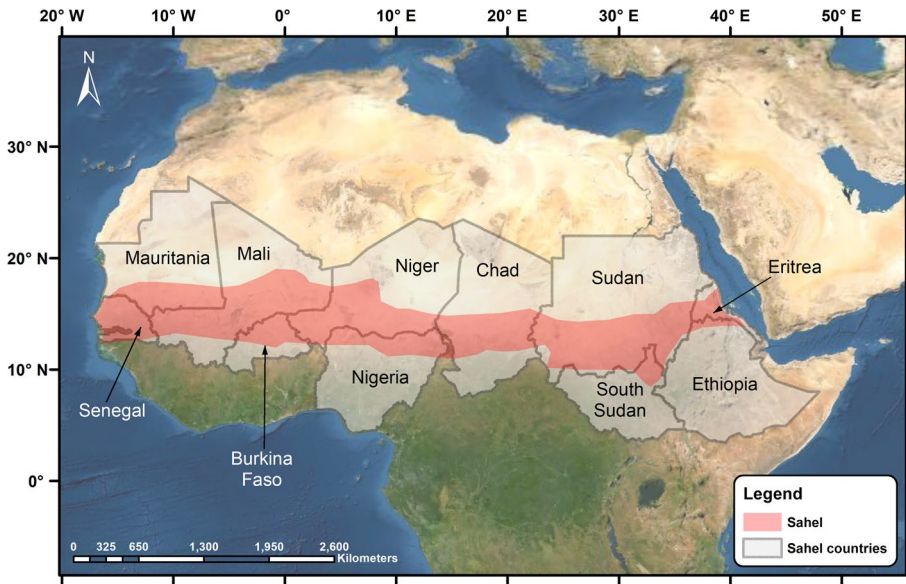 20° W 10° W 0° 10° E 20° E 30° E 40° E 50° E
N
30° N
20° N
10° N
0°
Mauritania
Mali
Niger
Chad
Sudan
Eritrea
Nigeria
South
Sudan
Ethiopia
Senegal
Burkina
Faso
Legend
Sahel
Sahel countries
0 325 650 1,300 1,950 2,600
Kilometers